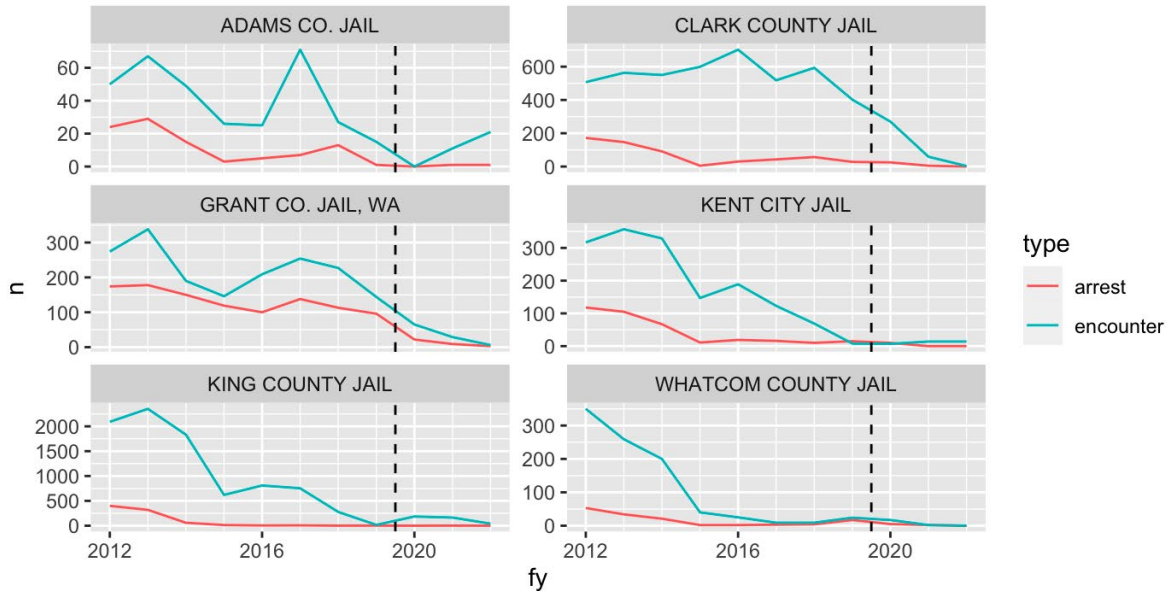 ADAMS CO. JAIL
60
40
20
0
CLARK COUNTY JAIL
600
400
200
0
GRANT CO. JAIL, WA
300
200
100
0
KENT CITY JAIL
300
200
100
0
KING COUNTY JAIL
2000
1500
1000
500
0
2012 2016 2020
WHATCOM COUNTY JAIL
300
200
100
0
2012 2016 2020
n
fy
type
arrest
encounter